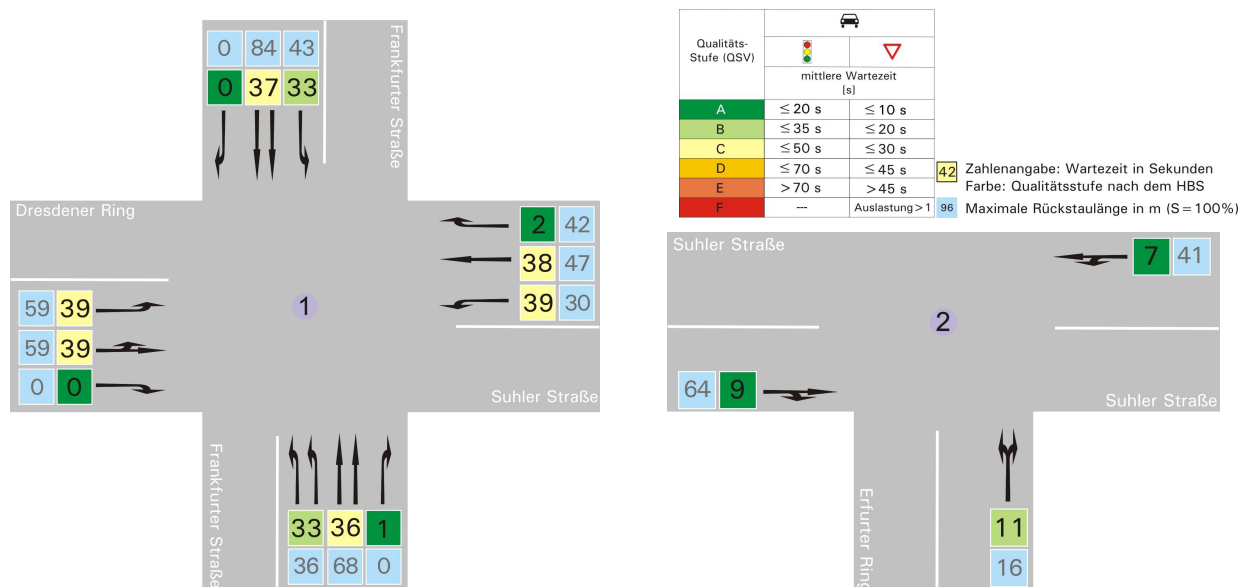 0 84 43
0 37 33
Frankfurter Straße
Dresdener Ring
2 42
38 47
39 30
59 39
59 39
0 0
1
Suhler Straße
Frankfurter Straße
33 36 1
36 68 0
Qualitäts-
Stufe (QSV)
mittlere Wartezeit
[s]
A ≤ 20 s ≤ 10 s
B ≤ 35 s ≤ 20 s
C ≤ 50 s ≤ 30 s
D ≤ 70 s ≤ 45 s
E > 70 s > 45 s
F --- Auslastung > 1
42 Zahlenangabe: Wartezeit in Sekunden
Farbe: Qualitätsstufe nach dem HBS
96 Maximale Rückstaulänge in m (S = 100%)
Suhler Straße
7 41
2
64 9
Suhler Straße
Erfurter Ring
11
16